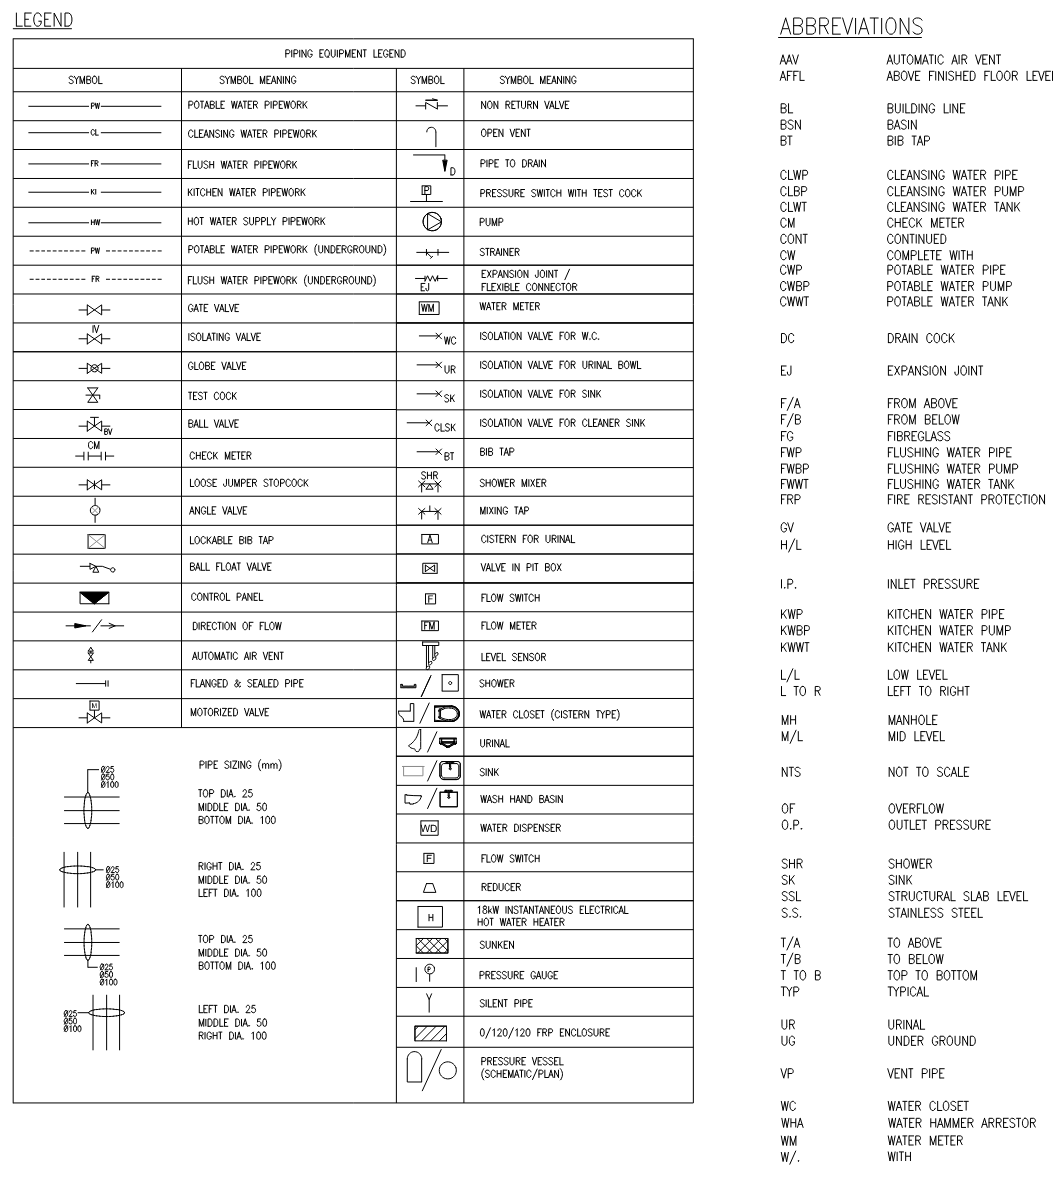 LEGEND
PIPING EQUIPMENT LEGEND
SYMBOL SYMBOL MEANING SYMBOL SYMBOL MEANING
PW POTABLE WATER PIPEWORK NON RETURN VALVE
CL CLEANSING WATER PIPEWORK OPEN VENT
FR FLUSH WATER PIPEWORK D PIPE TO DRAIN
KI KITCHEN WATER PIPEWORK P PRESSURE SWITCH WITH TEST COCK
HW HOT WATER SUPPLY PIPEWORK PUMP
PW POTABLE WATER PIPEWORK (UNDERGROUND) STRAINER
FR FLUSH WATER PIPEWORK (UNDERGROUND) EJ EXPANSION JOINT /
FLEXIBLE CONNECTOR
GATE VALVE WM WATER METER
IV ISOLATING VALVE WC ISOLATION VALVE FOR W.C.
GLOBE VALVE UR ISOLATION VALVE FOR URINAL BOWL
TEST COCK SK ISOLATION VALVE FOR SINK
BV BALL VALVE CLSK ISOLATION VALVE FOR CLEANER SINK
CM CHECK METER BT BIB TAP
LOOSE JUMPER STOPCOCK SHR SHOWER MIXER
ANGLE VALVE MIXING TAP
LOCKABLE BIB TAP A CISTERN FOR URINAL
BALL FLOAT VALVE VALVE IN PIT BOX
CONTROL PANEL F FLOW SWITCH
DIRECTION OF FLOW FM FLOW METER
AUTOMATIC AIR VENT LEVEL SENSOR
FLANGED & SEALED PIPE SHOWER
M MOTORIZED VALVE WATER CLOSET (CISTERN TYPE)
URINAL
SINK
WASH HAND BASIN
WD WATER DISPENSER
F FLOW SWITCH
REDUCER
H 18kW INSTANTANEOUS ELECTRICAL
HOT WATER HEATER
SUNKEN
P PRESSURE GAUGE
SILENT PIPE
0/120/120 FRP ENCLOSURE
PRESSURE VESSEL
(SCHEMATIC/PLAN)
PIPE SIZING (mm)
Ø25
Ø50
Ø100
TOP DIA. 25
MIDDLE DIA. 50
BOTTOM DIA. 100
Ø25
Ø50
Ø100
RIGHT DIA. 25
MIDDLE DIA. 50
LEFT DIA. 100
Ø25
Ø50
Ø100
TOP DIA. 25
MIDDLE DIA. 50
BOTTOM DIA. 100
Ø25
Ø50
Ø100
LEFT DIA. 25
MIDDLE DIA. 50
RIGHT DIA. 100
ABBREVIATIONS
AAV AUTOMATIC AIR VENT
AFFL ABOVE FINISHED FLOOR LEVEL
BL BUILDING LINE
BSN BASIN
BT BIB TAP
CLWP CLEANSING WATER PIPE
CLBP CLEANSING WATER PUMP
CLWT CLEANSING WATER TANK
CM CHECK METER
CONT CONTINUED
CW COMPLETE WITH
CWP POTABLE WATER PIPE
CWBP POTABLE WATER PUMP
CWWT POTABLE WATER TANK
DC DRAIN COCK
EJ EXPANSION JOINT
F/A FROM ABOVE
F/B FROM BELOW
FG FIBREGLASS
FWP FLUSHING WATER PIPE
FWBP FLUSHING WATER PUMP
FWWT FLUSHING WATER TANK
FRP FIRE RESISTANT PROTECTION
GV GATE VALVE
H/L HIGH LEVEL
I.P. INLET PRESSURE
KWP KITCHEN WATER PIPE
KWBP KITCHEN WATER PUMP
KWWT KITCHEN WATER TANK
L/L LOW LEVEL
L TO R LEFT TO RIGHT
MH MANHOLE
M/L MID LEVEL
NTS NOT TO SCALE
OF OVERFLOW
O.P. OUTLET PRESSURE
SHR SHOWER
SK SINK
SSL STRUCTURAL SLAB LEVEL
S.S. STAINLESS STEEL
T/A TO ABOVE
T/B TO BELOW
T TO B TOP TO BOTTOM
TYP TYPICAL
UR URINAL
UG UNDER GROUND
VP VENT PIPE
WC WATER CLOSET
WHA WATER HAMMER ARRESTOR
WM WATER METER
W/. WITH